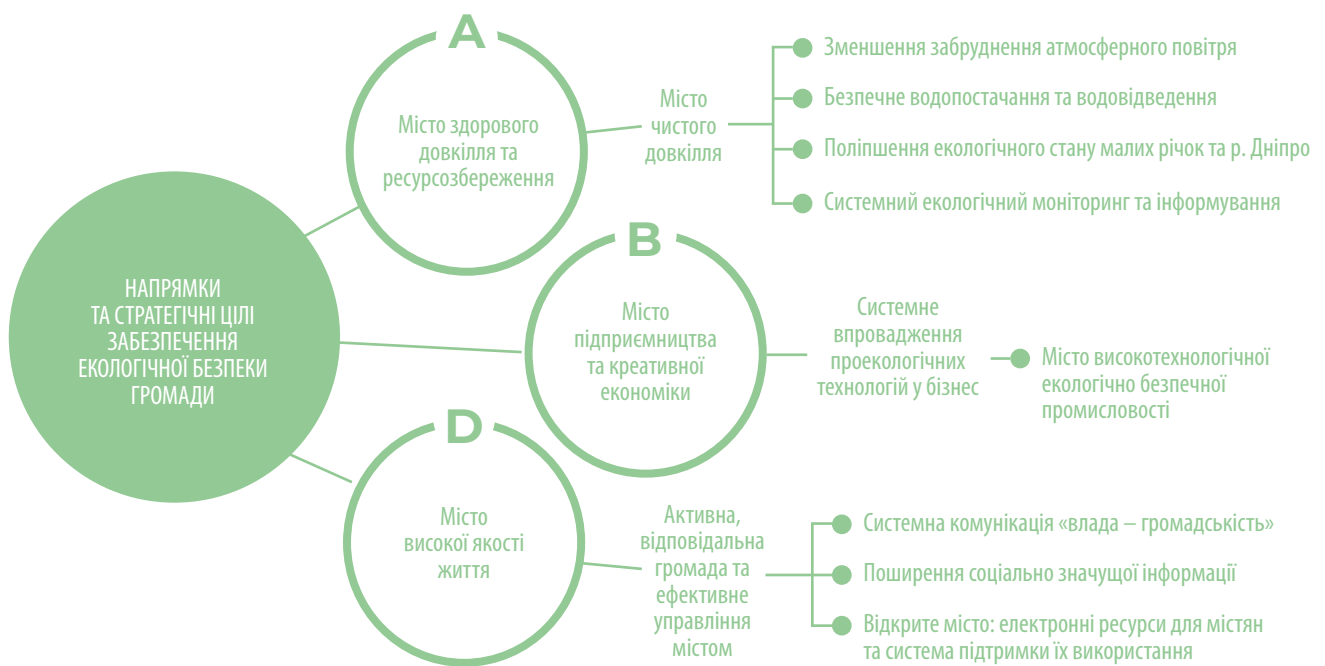 НАПРЯМКИ
ТА СТРАТЕГІЧНІ ЦІЛІ
ЗАБЕЗПЕЧЕННЯ
ЕКОЛОГІЧНОЇ БЕЗПЕКИ
ГРОМАДИ
A
Місто здорового
довкілля та
ресурсозбереження
Місто
чистого
довкілля
Зменшення забруднення атмосферного повітря
Безпечне водопостачання та водовідведення
Поліпшення екологічного стану малих річок та р. Дніпро
Системний екологічний моніторинг та інформування
B
Місто
підприємництва
та креативної
економіки
Системне
впровадження
проекологічних
технологій у бізнес
Місто високотехнологічної
екологічно безпечної
промисловості
D
Місто
високої якості
життя
Активна,
відповідальна
громада та
ефективне
управління
містом
Системна комунікація «влада – громадськість»
Поширення соціально значущої інформації
Відкрите місто: електронні ресурси для містян
та система підтримки їх використання